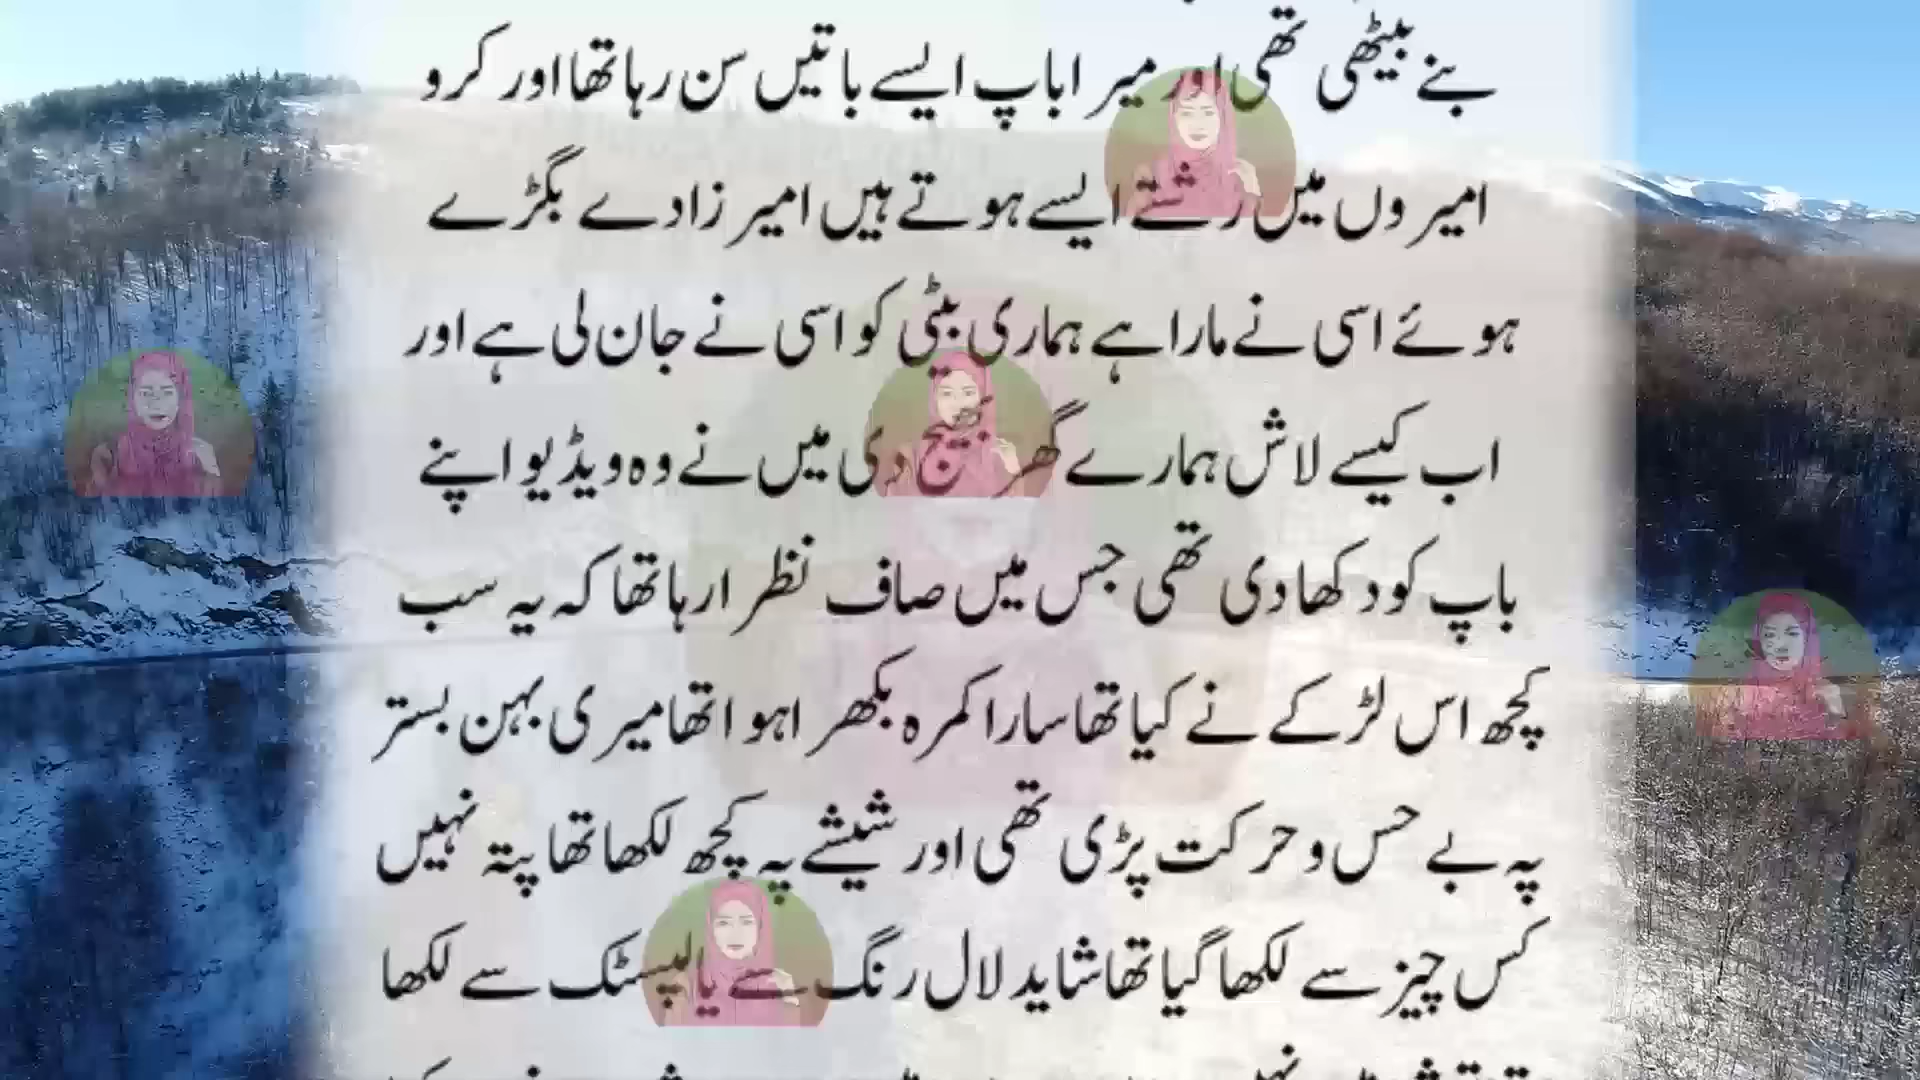 بنے بیٹھی تھی اور میرا باپ ایسے باتیں سن رہا تھا اور کرو
امیروں میں رشتے ایسے ہوتے ہیں امیر زادے بگڑے
ہوئے اسی نے مارا ہے ہماری بیٹی کو اسی نے جان لی ہے اور
اب کیسے لاش ہمارے گھر بھیج دی میں نے وہ ویڈیو اپنے
باپ کو دکھا دی تھی جس میں صاف نظر ارہا تھا کہ یہ سب
کچھ اس لڑکے نے کیا تھا سارا کمرہ بکھرا ہوا تھا میری بہن بستر
پہ بے حس و حرکت پڑی تھی اور شیشے پہ کچھ لکھا تھا پتہ نہیں
کس چیز سے لکھا گیا تھا شاید لال رنگ سے یا لپسٹک سے لکھا